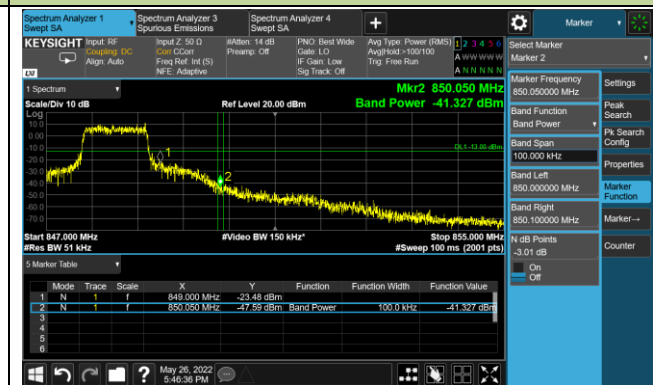 Spectrum Analyzer 1
Swept SA
Spectrum Analyzer 3
Spurious Emissions
Spectrum Analyzer 4
Swept SA
+
Marker
KEYSIGHT
Input: RF
Coupling: DC
Align: Auto
Input Z: 50 Ω
Corr CCorr
Freq Ref: Int (S)
NFE: Adaptive
#Atten: 14 dB
Preamp: Off
PNO: Best Wide
Gate: LO
IF Gain: Low
Sig Track: Off
Avg Type: Power (RMS)
Avg|Hold:>100/100
Trig: Free Run
1 2 3 4 5 6
A W W W W W
A N N N N N
LXI
1 Spectrum
Scale/Div 10 dB
Ref Level 20.00 dBm
Mkr2 850.050 MHz
Band Power -41.327 dBm
Log
10.0
0.00
-10.0
-20.0
-30.0
-40.0
-50.0
-60.0
-70.0
1
2
DL1 -13.00 dBm
Start 847.000 MHz
#Res BW 51 kHz
#Video BW 150 kHz*
Stop 855.000 MHz
#Sweep 100 ms (2001 pts)
5 Marker Table
Mode Trace Scale X Y Function Function Width Function Value
1 N 1 f 849.000 MHz -23.48 dBm
2 N 1 f 850.050 MHz -47.59 dBm Band Power 100.0 kHz -41.327 dBm
3
4
5
6
May 26, 2022
5:46:36 PM
?
Select Marker
Marker 2
Marker Frequency
850.050000 MHz
Band Function
Band Power
Band Span
100.000 kHz
Band Left
850.000000 MHz
Band Right
850.100000 MHz
N dB Points
-3.01 dB
On
Off
Settings
Peak
Search
Pk Search
Config
Properties
Marker
Function
Marker→
Counter